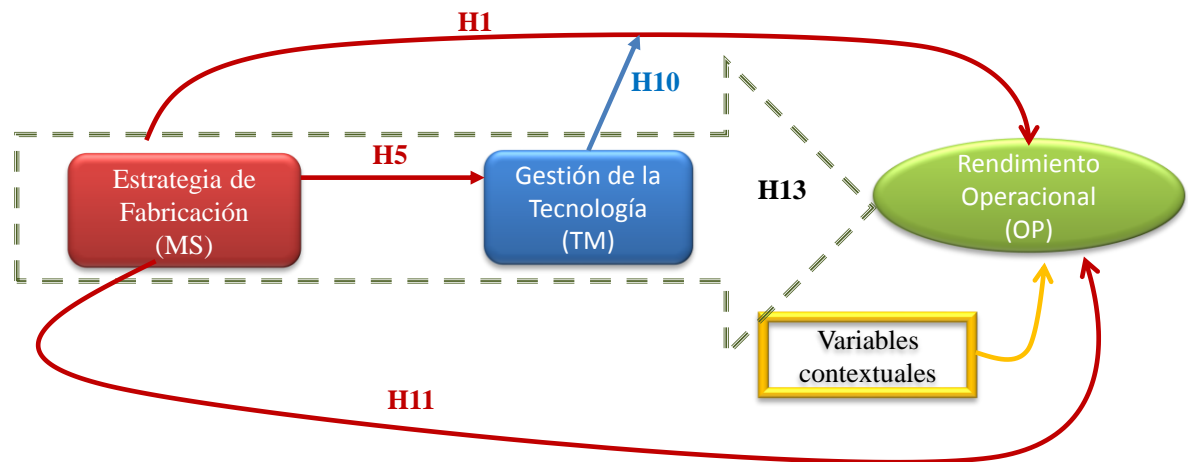 H1
H10
H5
Estrategia de
Fabricación
(MS)
Gestión de la
Tecnología
(TM)
H13
Rendimiento
Operacional
(OP)
Variables
contextuales
H11